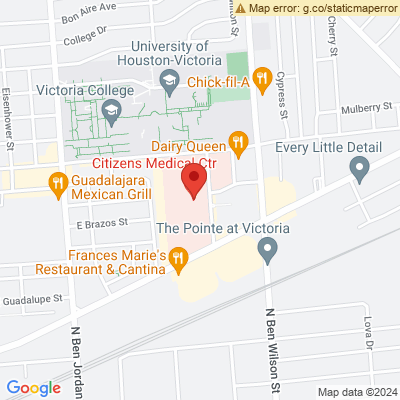 Map error: g.co/staticmaperror
Bon Aire Ave
College Dr
Cherry St
University of
Houston-Victoria
Chick-fil-A
Cypress St
Eisenhower St
Victoria College
Mulberry St
Dairy Queen
Every Little Detail
Citizens Medical Ctr
Guadalajara
Mexican Grill
E Brazos St
The Pointe at Victoria
Frances Marie's
Restaurant & Cantina
Guadalupe St
N Ben Jordan
N Ben Wilson St
Lova Dr
Google
Map data ©2024